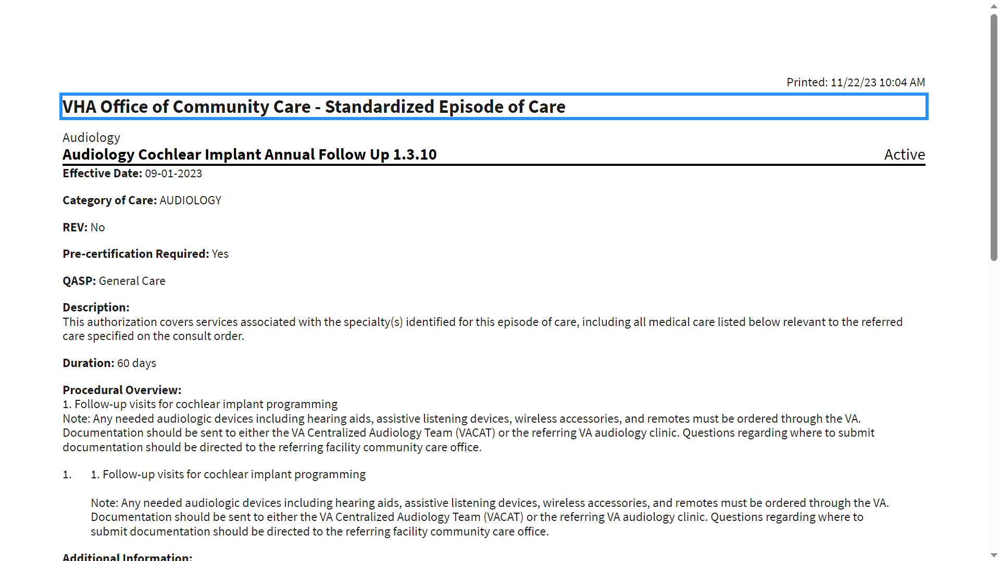 Printed: 11/22/23 10:04 AM
VHA Office of Community Care - Standardized Episode of Care
Audiology
Audiology Cochlear Implant Annual Follow Up 1.3.10 Active
Effective Date: 09-01-2023
Category of Care: AUDIOLOGY
REV: No
Pre-certification Required: Yes
QASP: General Care
Description:
This authorization covers services associated with the specialty(s) identified for this episode of care, including all medical care listed below relevant to the referred
care specified on the consult order.
Duration: 60 days
Procedural Overview:
1. Follow-up visits for cochlear implant programming
Note: Any needed audiologic devices including hearing aids, assistive listening devices, wireless accessories, and remotes must be ordered through the VA.
Documentation should be sent to either the VA Centralized Audiology Team (VACAT) or the referring VA audiology clinic. Questions regarding where to submit
documentation should be directed to the referring facility community care office.
1. 1. Follow-up visits for cochlear implant programming
Note: Any needed audiologic devices including hearing aids, assistive listening devices, wireless accessories, and remotes must be ordered through the VA.
Documentation should be sent to either the VA Centralized Audiology Team (VACAT) or the referring VA audiology clinic. Questions regarding where to
submit documentation should be directed to the referring facility community care office.
Additional Information: